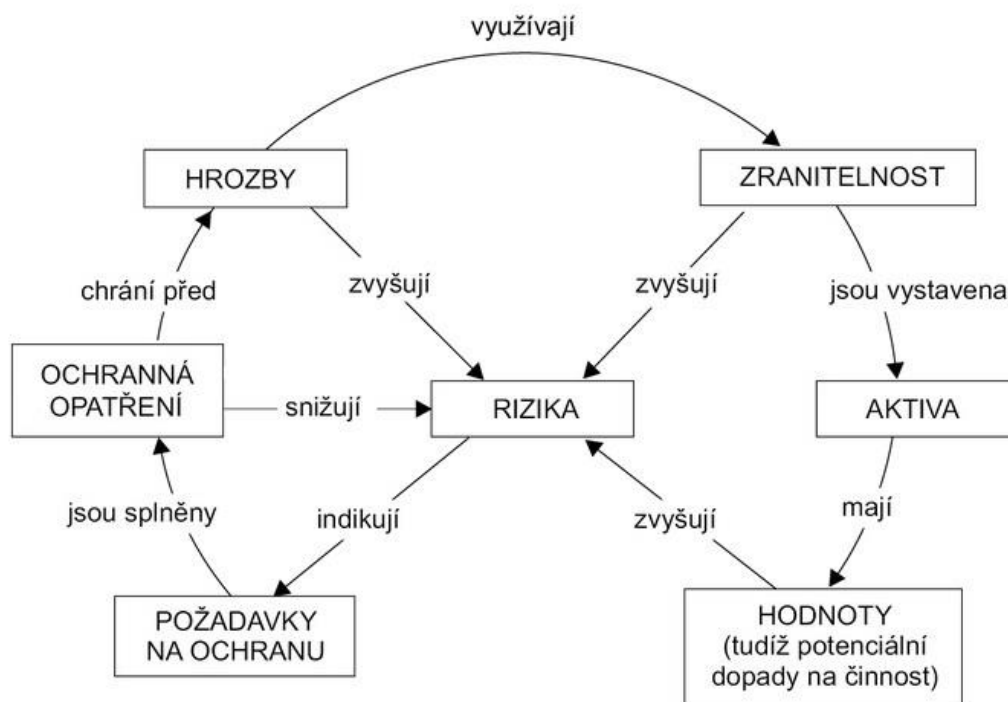 využívají
HROZBY
ZRANITELNOST
chrání před
zvyšují
zvyšují
jsou vystavena
OCHRANNÁ
OPATŘENÍ
snižují
RIZIKA
AKTIVA
jsou splněny
indikují
zvyšují
mají
POŽADAVKY
NA OCHRANU
HODNOTY
(tudíž potenciální
dopady na činnost)